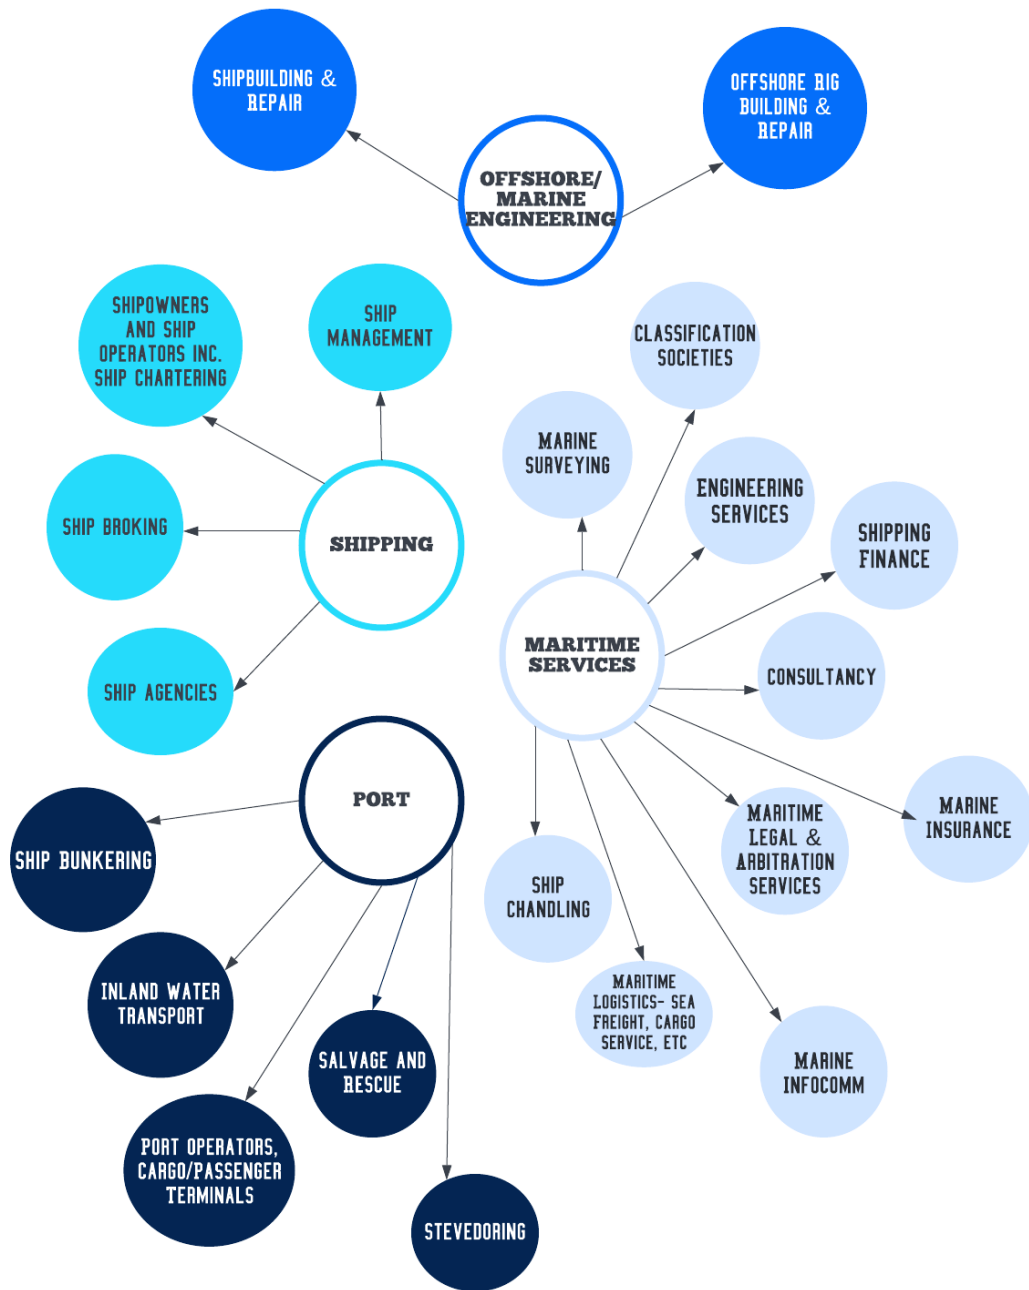 SHIPBUILDING &
REPAIR
OFFSHORE RIG
BUILDING &
REPAIR
OFFSHORE/
MARINE
ENGINEERING
SHIPOWNERS
AND SHIP
OPERATORS INC.
SHIP CHARTERING
SHIP
MANAGEMENT
CLASSIFICATION
SOCIETIES
MARINE
SURVEYING
ENGINEERING
SERVICES
SHIP BROKING
SHIPPING
SHIPPING
FINANCE
MARITIME
SERVICES
CONSULTANCY
SHIP AGENCIES
PORT
MARINE
INSURANCE
MARITIME
LEGAL &
ARBITRATION
SERVICES
SHIP BUNKERING
SHIP
CHANDLING
INLAND WATER
TRANSPORT
MARITIME
LOGISTICS- SEA
FREIGHT, CARGO
SERVICE, ETC
SALVAGE AND
RESCUE
MARINE
INFOCOMM
PORT OPERATORS,
CARGO/PASSENGER
TERMINALS
STEVEDORING